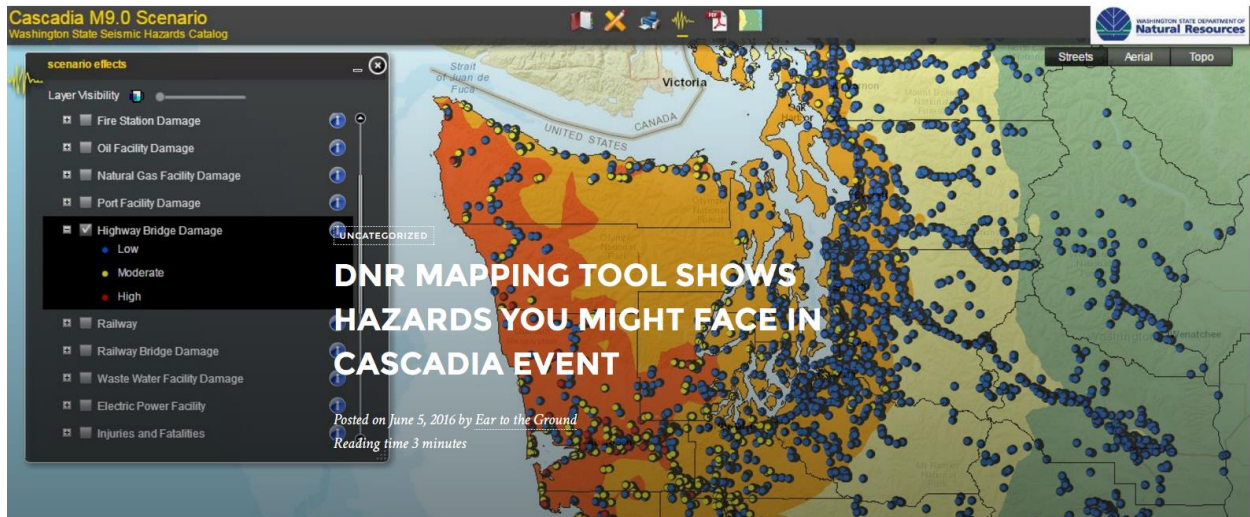 Cascadia M9.0 Scenario
Washington State Seismic Hazards Catalog
WASHINGTON STATE DEPARTMENT OF
Natural Resources
Streets
Aerial
Topo
scenario effects
Layer Visibility
Fire Station Damage
Oil Facility Damage
Natural Gas Facility Damage
Port Facility Damage
Highway Bridge Damage
Low
Moderate
High
Railway
Railway Bridge Damage
Waste Water Facility Damage
Electric Power Facility
Injuries and Fatalities
Strait
of Juan de
Fuca
Victoria
UNITED STATES
CANADA
Oak
Harbor
UNCATEGORIZED
DNR MAPPING TOOL SHOWS
HAZARDS YOU MIGHT FACE IN
CASCADIA EVENT
Posted on June 5, 2016 by Ear to the Ground
Reading time 3 minutes